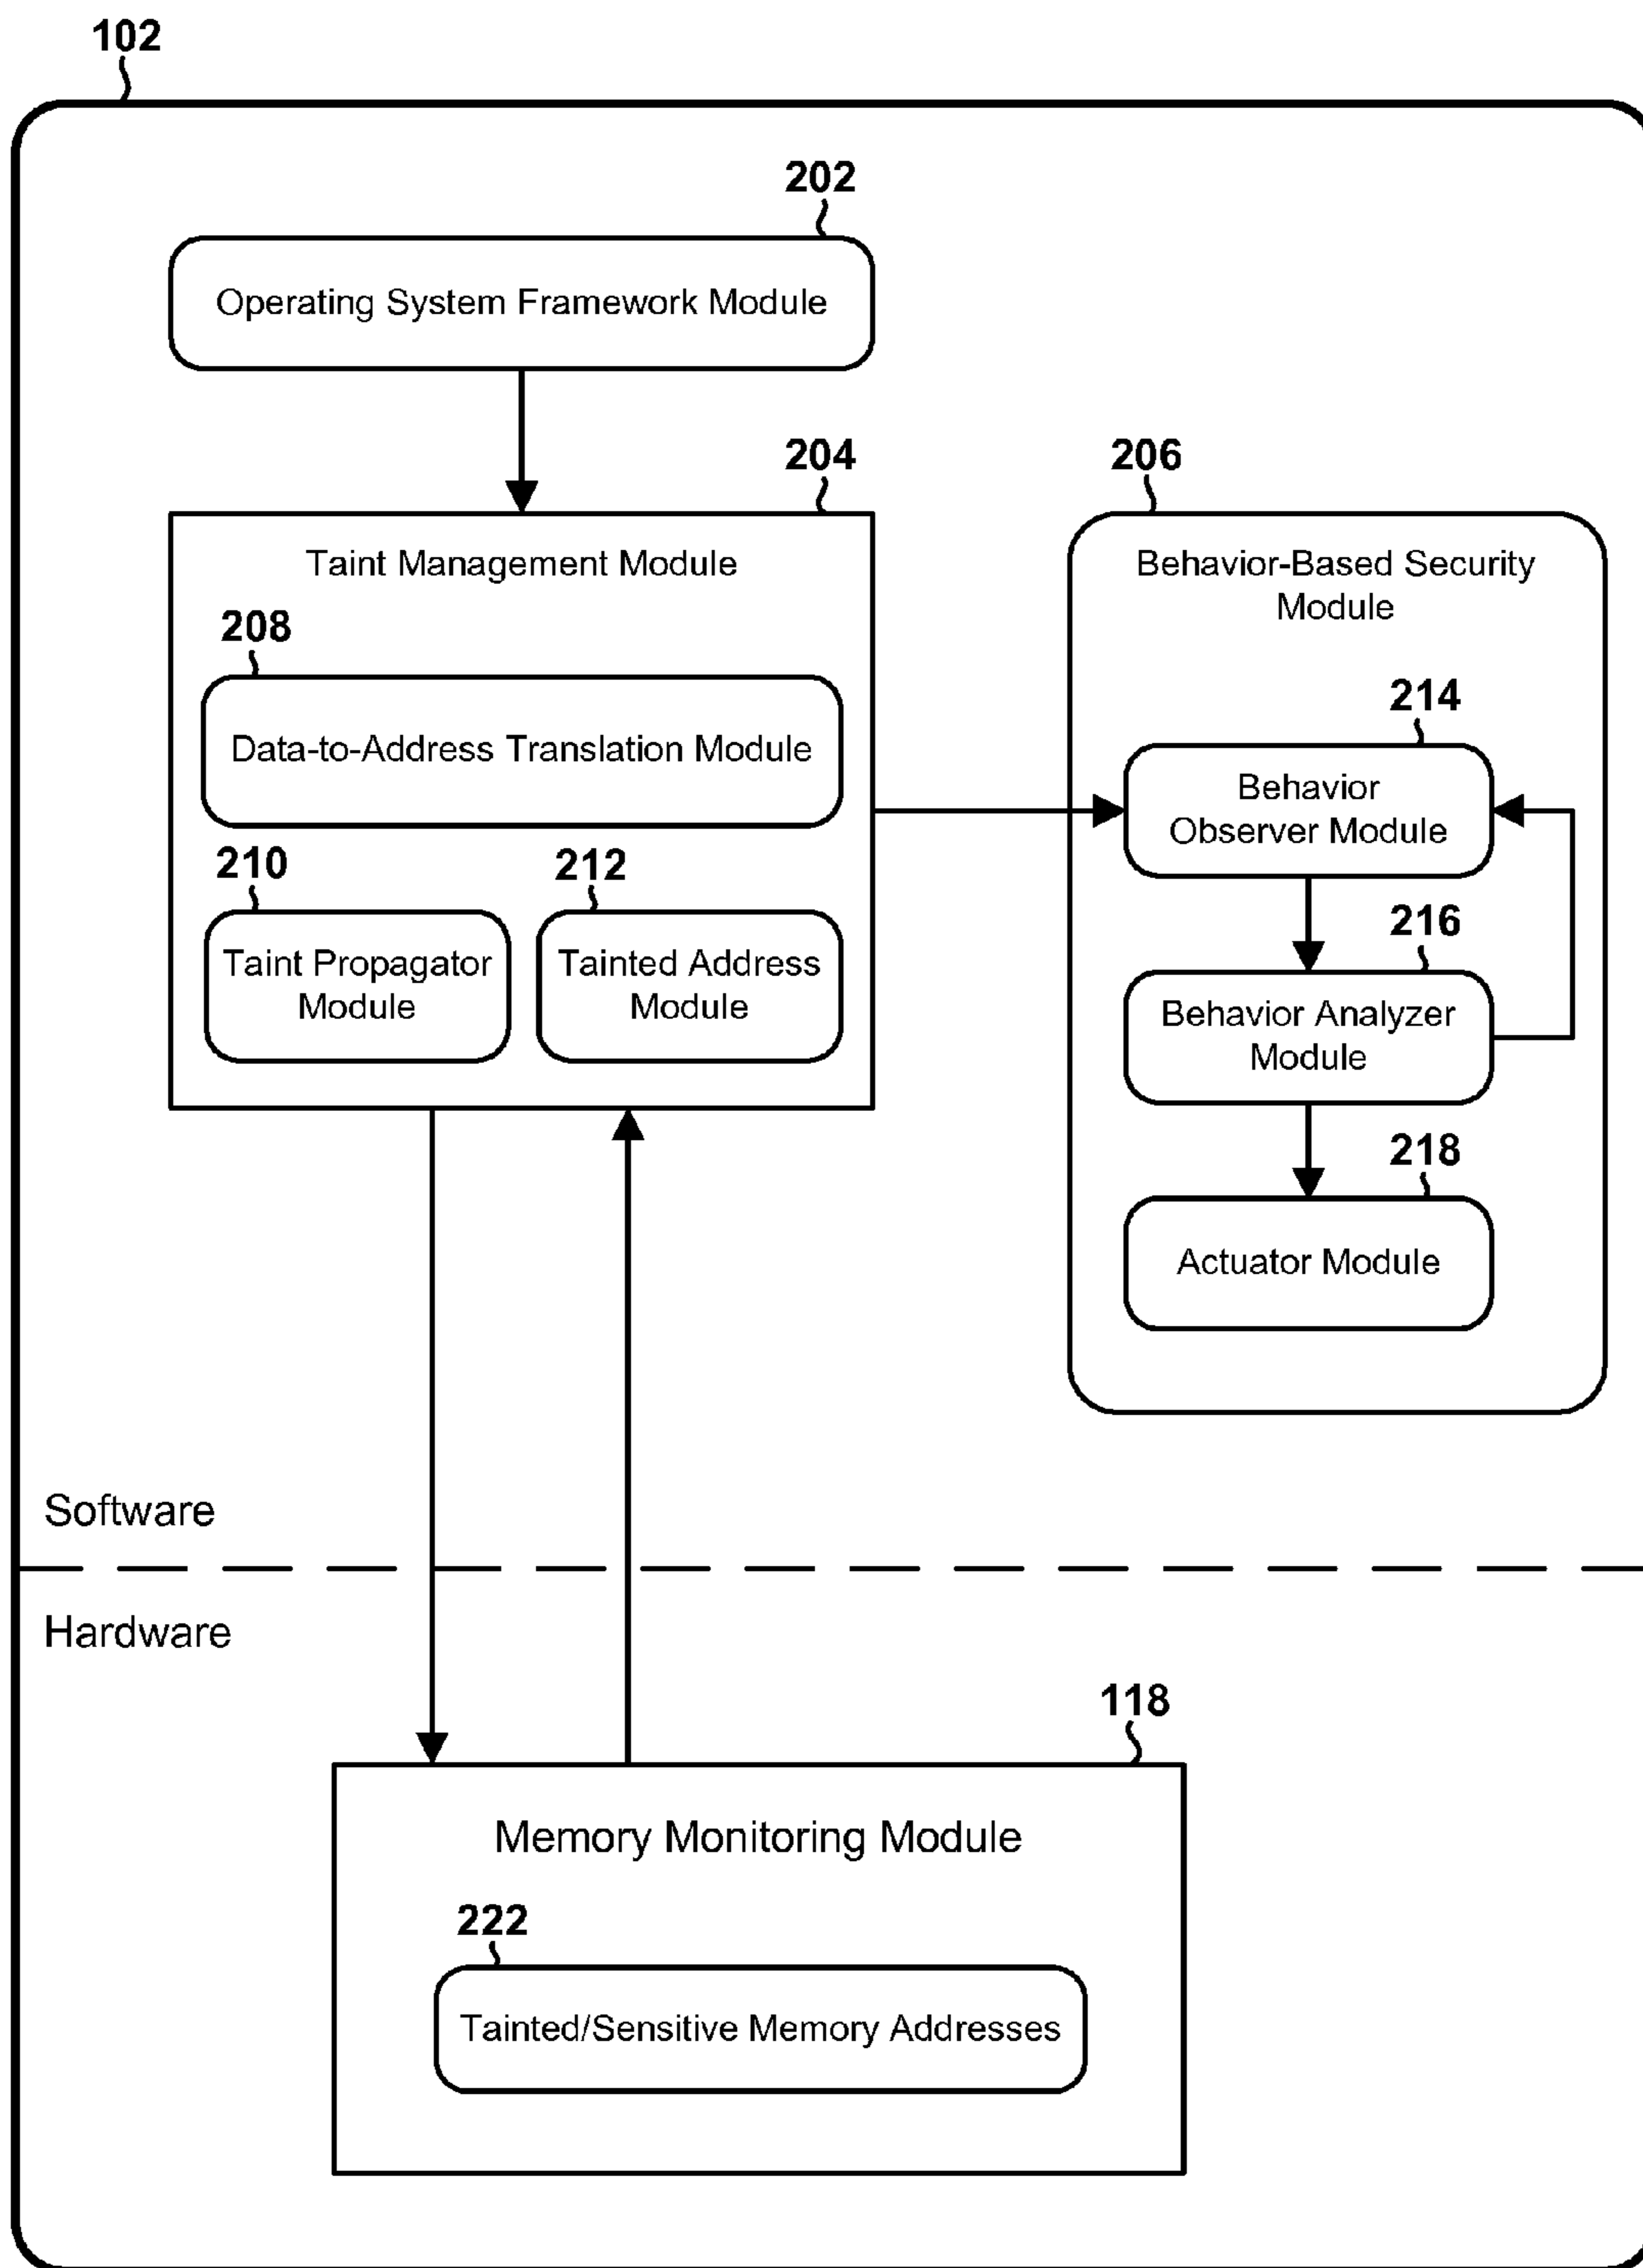 102
202
Operating System Framework Module
204
206
Taint Management Module
Behavior-Based Security
Module
208
Data-to-Address Translation Module
210
212
Taint Propagator
Module
Tainted Address
Module
214
Behavior
Observer Module
216
Behavior Analyzer
Module
218
Actuator Module
Software
Hardware
118
Memory Monitoring Module
222
Tainted/Sensitive Memory Addresses